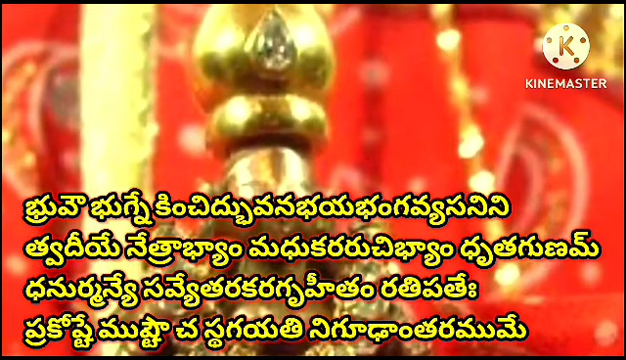 KINEMASTER
భ్రువౌ భుగ్నే కించిద్భువనభయభంగవ్యసనిని
త్వదీయే నేత్రాభ్యాం మధుకరరుచిభ్యాం ధృతగుణమ్
ధనుర్మన్యే సవ్యేతరకరగృహీతం రతిపతేః
ప్రకోష్టే ముష్టౌ చ స్థగయతి నిగూఢాంతరముమే